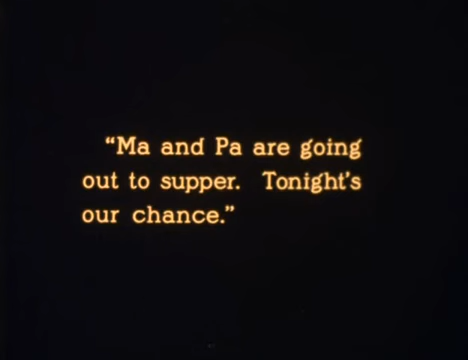 “Ma and Pa are going
out to supper.  Tonight’s
our chance.”